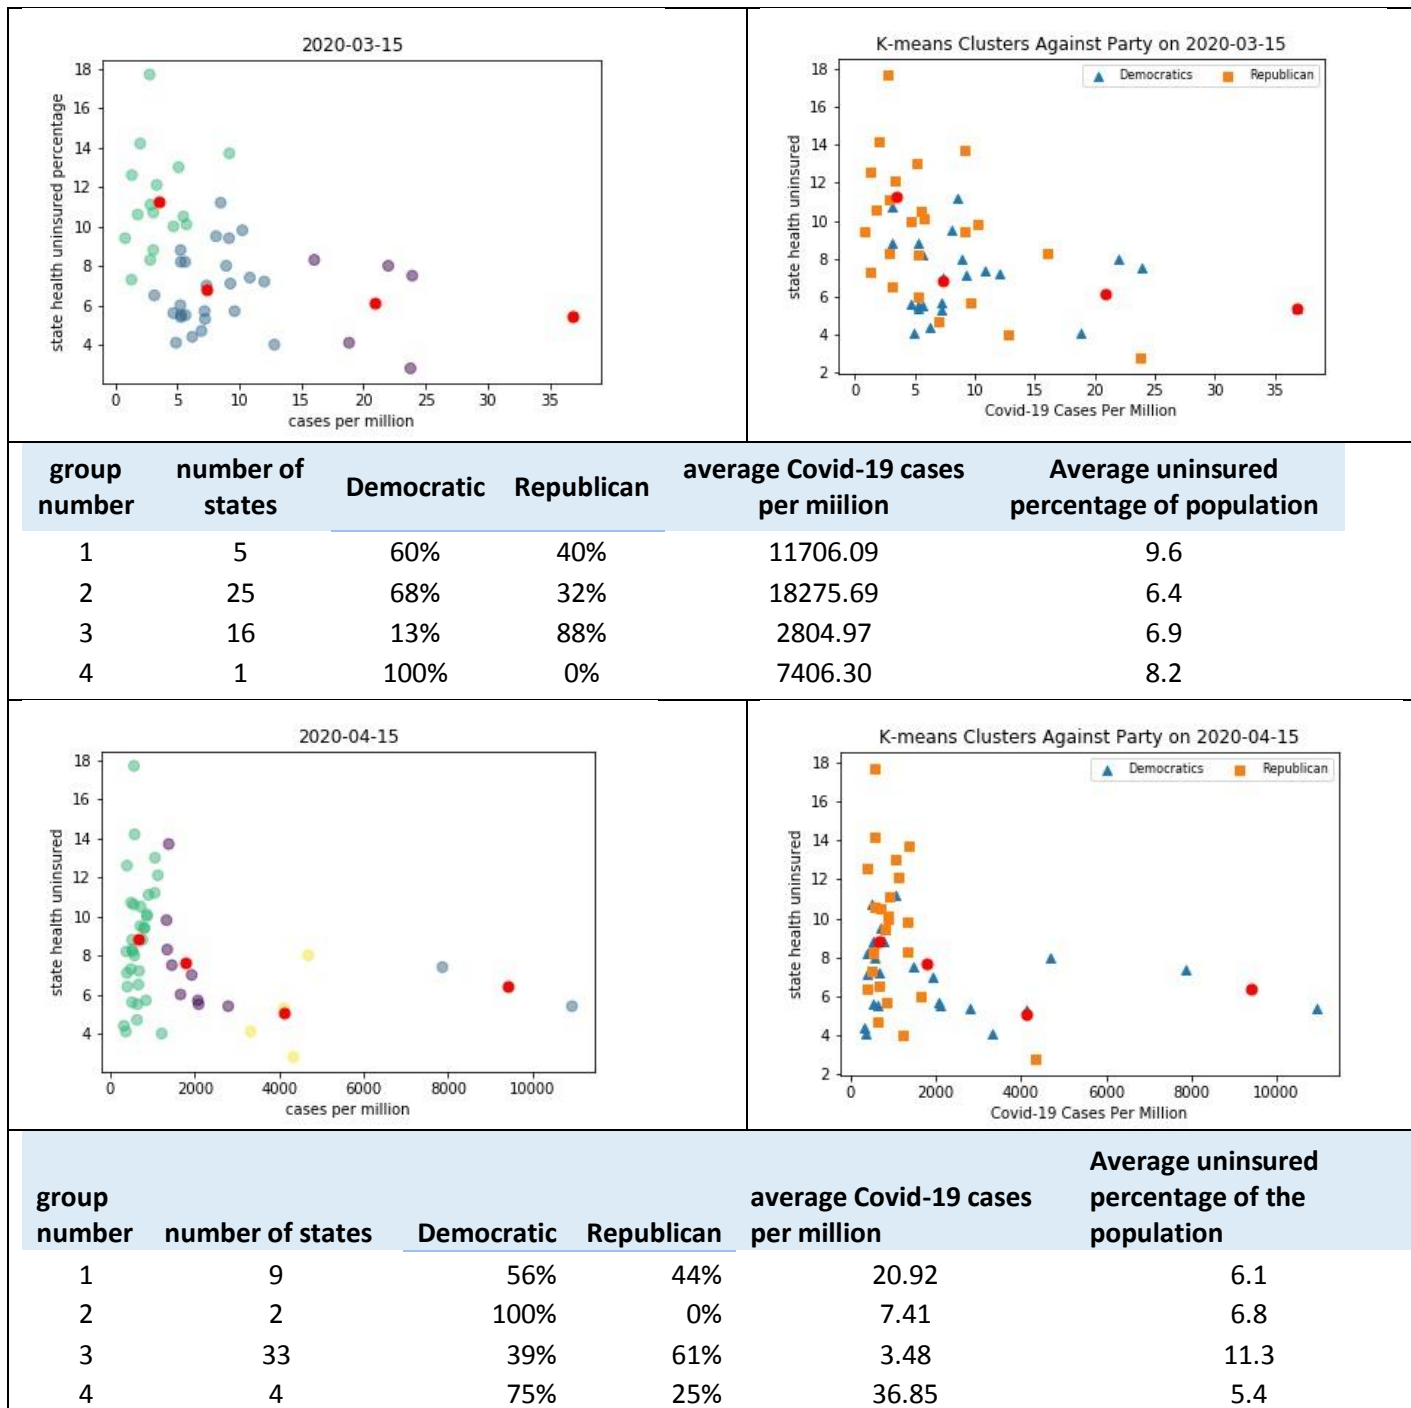 2020-03-15
18
16
14
12
10
8
6
4
state health uninsured percentage
0 5 10 15 20 25 30 35
cases per million
K-means Clusters Against Party on 2020-03-15
Democratics Republican
18
16
14
12
10
8
6
4
2
state health uninsured
0 5 10 15 20 25 30 35
Covid-19 Cases Per Million
group number number of states Democratic Republican average Covid-19 cases per miilion Average uninsured percentage of population
1 5 60% 40% 11706.09 9.6
2 25 68% 32% 18275.69 6.4
3 16 13% 88% 2804.97 6.9
4 1 100% 0% 7406.30 8.2
2020-04-15
18
16
14
12
10
8
6
4
state health uninsured
0 2000 4000 6000 8000 10000
cases per million
K-means Clusters Against Party on 2020-04-15
Democratics Republican
18
16
14
12
10
8
6
4
2
state health uninsured
0 2000 4000 6000 8000 10000
Covid-19 Cases Per Million
group number number of states Democratic Republican average Covid-19 cases per million Average uninsured percentage of the population
1 9 56% 44% 20.92 6.1
2 2 100% 0% 7.41 6.8
3 33 39% 61% 3.48 11.3
4 4 75% 25% 36.85 5.4